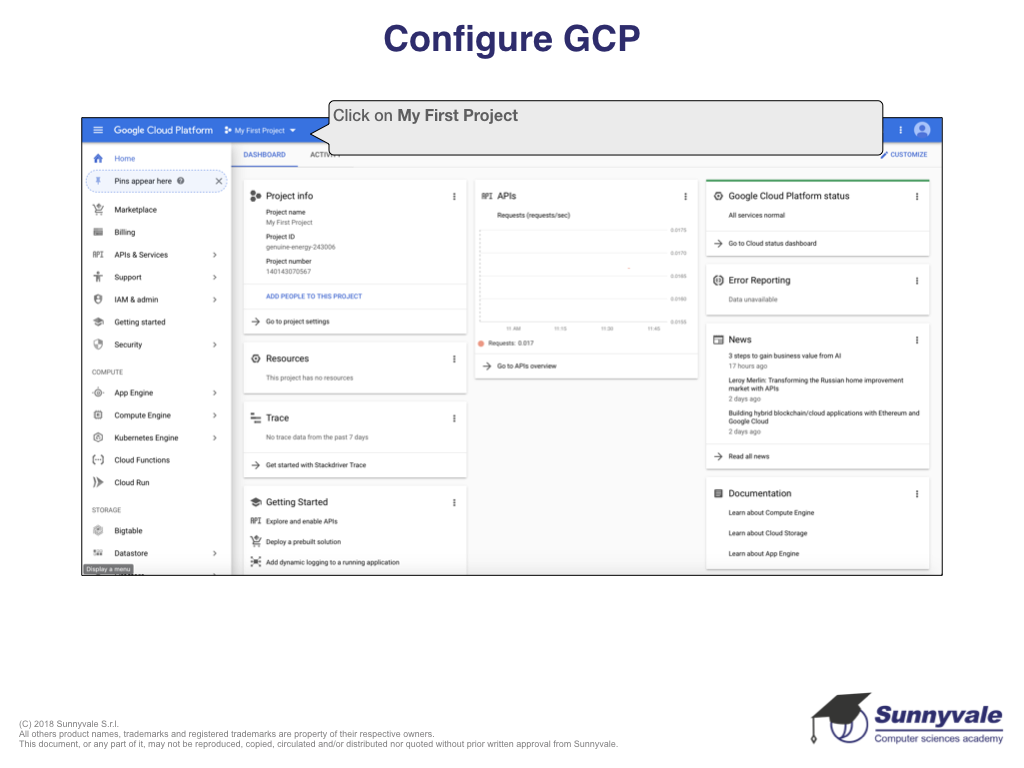 Configure GCP
Click on My First Project
Google Cloud Platform
My First Project
Home
Pins appear here
Marketplace
Billing
APIs & Services
Support
IAM & admin
Getting started
Security
COMPUTE
App Engine
Compute Engine
Kubernetes Engine
Cloud Functions
Cloud Run
STORAGE
Bigtable
Datastore
Display a menu
DASHBOARD
CUSTOMIZE
Project info
Project name
My First Project
Project ID
genuine-energy-243006
Project number
140143070567
ADD PEOPLE TO THIS PROJECT
Go to project settings
Resources
This project has no resources
Trace
No trace data from the past 7 days
Get started with Stackdriver Trace
Getting Started
API Explore and enable APIs
Deploy a prebuilt solution
Add dynamic logging to a running application
API APIs
Requests (requests/sec)
0.0175
0.0170
0.0165
0.0160
0.0155
11 AM 11:15 11:30 11:45
Requests: 0.017
Go to APIs overview
Google Cloud Platform status
All services normal
Go to Cloud status dashboard
Error Reporting
Data unavailable
News
3 steps to gain business value from AI
17 hours ago
Leroy Merlin: Transforming the Russian home improvement
market with APIs
2 days ago
Building hybrid blockchain/cloud applications with Ethereum and
Google Cloud
2 days ago
Read all news
Documentation
Learn about Compute Engine
Learn about Cloud Storage
Learn about App Engine
(C) 2018 Sunnyvale S.r.l.
All others product names, trademarks and registered trademarks are property of their respective owners.
This document, or any part of it, may not be reproduced, copied, circulated and/or distributed nor quoted without prior written approval from Sunnyvale.
Sunnyvale
Computer sciences academy